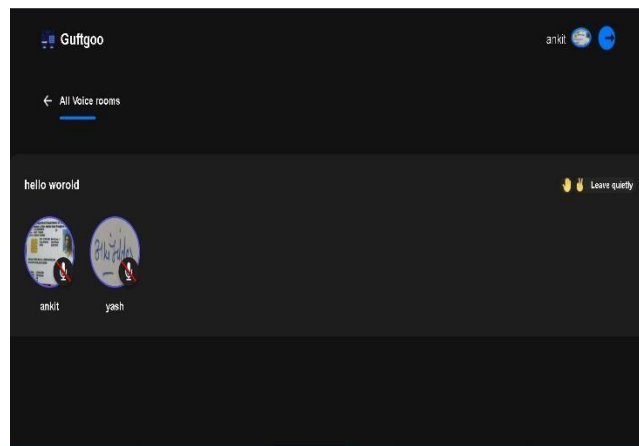 Guftgoo
ankit
All Voice rooms
hello worold
Leave quietly
ankit
yash